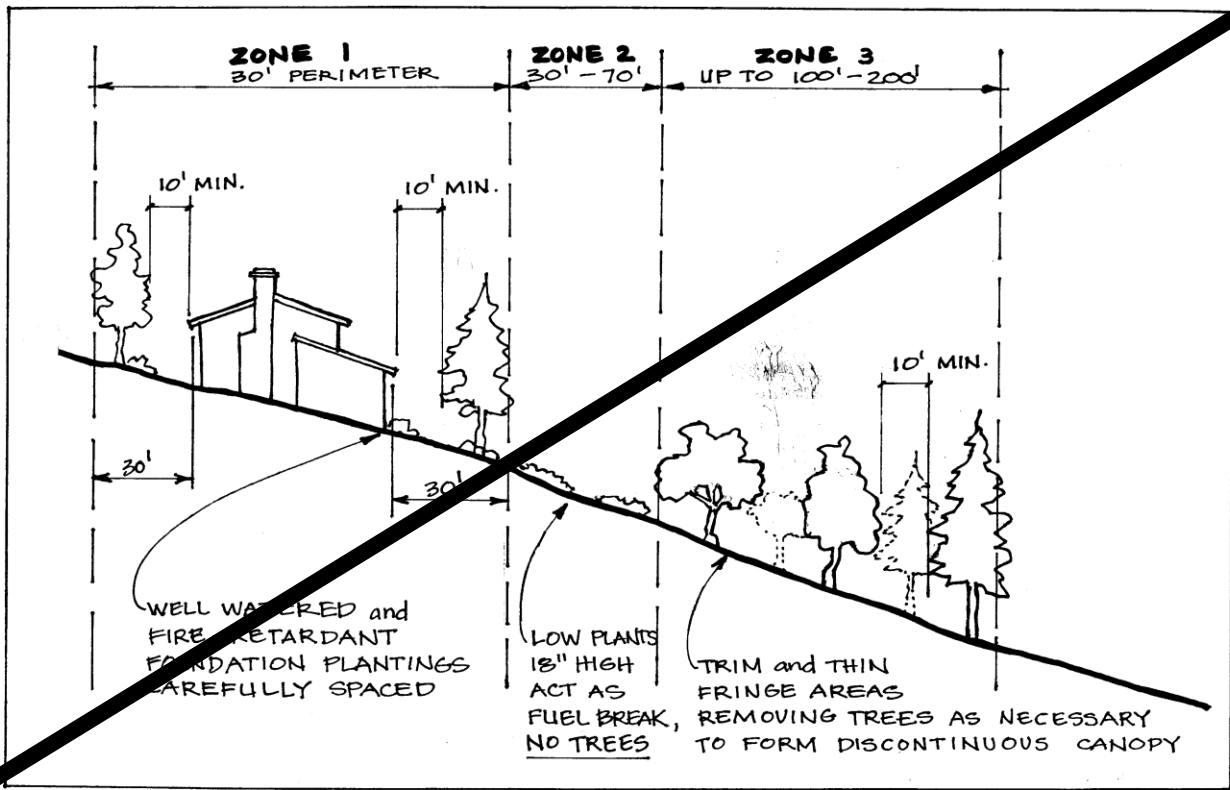 ZONE 1
30' PERIMETER
ZONE 2
30' - 70'
ZONE 3
UP TO 100' - 200'
10' MIN.
10' MIN.
10' MIN.
30'
30'
WELL WATERED and
FIRE RETARDANT
FOUNDATION PLANTINGS
CAREFULLY SPACED
LOW PLANTS
18" HIGH
ACT AS
FUEL BREAK,
NO TREES
TRIM and THIN
FRINGE AREAS
REMOVING TREES AS NECESSARY
TO FORM DISCONTINUOUS CANOPY